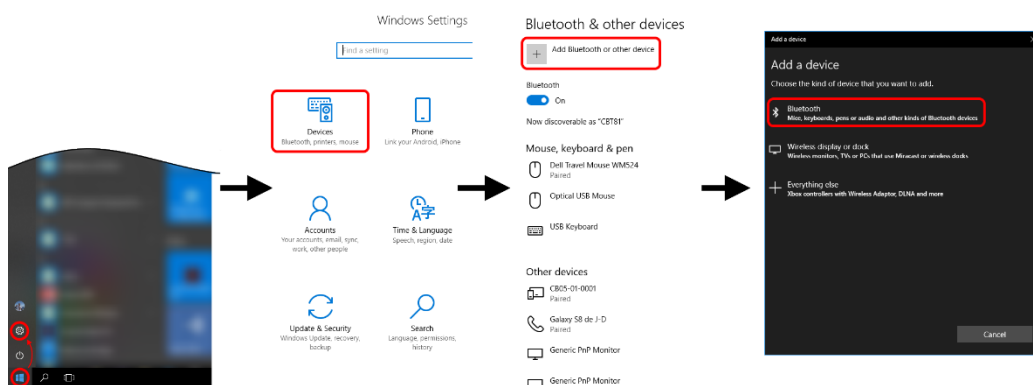 Windows Settings
Find a setting
Devices
Bluetooth, printers, mouse
Phone
Link your Android, iPhone
Accounts
Your accounts, email, sync,
work, other people
Time & Language
Speech, region, date
Update & Security
Windows Update, recovery,
backup
Search
Language, permissions,
history
Bluetooth & other devices
Add Bluetooth or other device
Bluetooth
On
Now discoverable as "CBT81"
Mouse, keyboard & pen
Dell Travel Mouse WM524
Paired
Optical USB Mouse
USB Keyboard
Other devices
CB05-01-0001
Paired
Galaxy S8 de J-D
Paired
Generic PnP Monitor
Generic PnP Monitor
Add a device
Add a device
Choose the kind of device that you want to add.
Bluetooth
Mice, keyboards, pens or audio and other kinds of Bluetooth devices
Wireless display or dock
Wireless monitors, TVs or PCs that use Miracast or wireless docks
Everything else
Xbox controllers with Wireless Adaptor, DLNA and more
Cancel